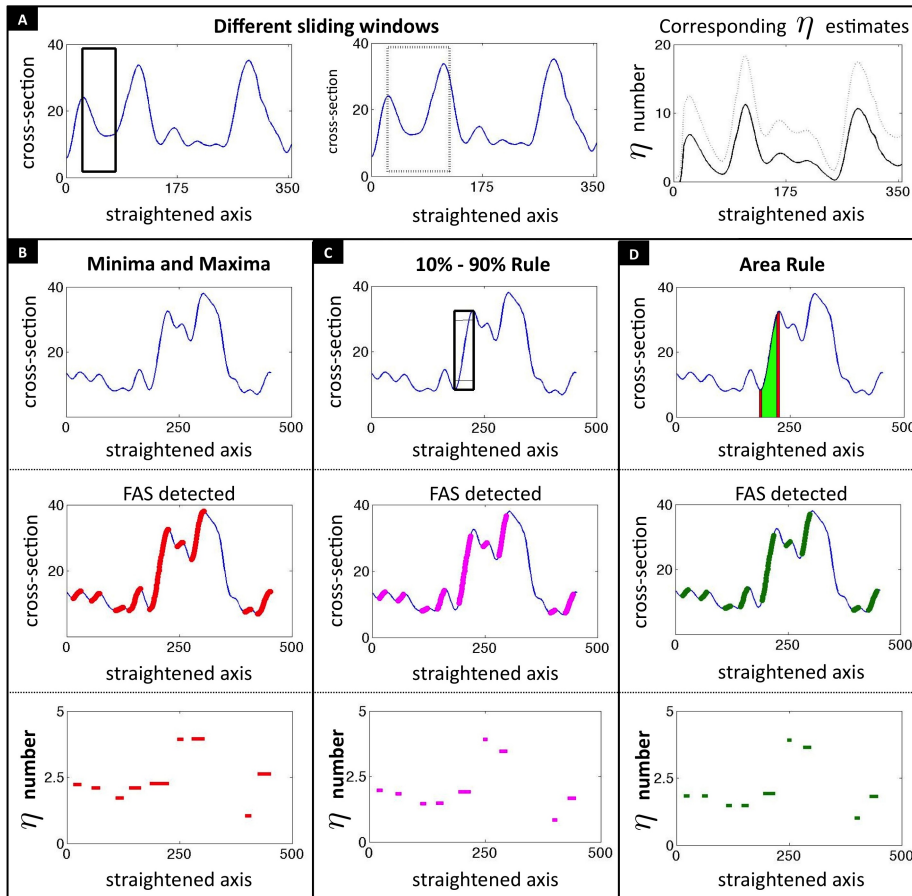 A
Different sliding windows
Corresponding η estimates
40
20
0
cross-section
0 175 350
straightened axis
40
20
0
cross-section
0 175 350
straightened axis
20
10
0
η number
0 175 350
straightened axis
B
Minima and Maxima
40
20
0
cross-section
0 250 500
straightened axis
FAS detected
40
20
0
cross-section
0 250 500
straightened axis
5
2.5
0
η number
0 250 500
straightened axis
C
10% - 90% Rule
40
20
0
cross-section
0 250 500
straightened axis
FAS detected
40
20
0
cross-section
0 250 500
straightened axis
5
2.5
0
η number
0 250 500
straightened axis
D
Area Rule
40
20
0
cross-section
0 250 500
straightened axis
FAS detected
40
20
0
cross-section
0 250 500
straightened axis
5
2.5
0
η number
0 250 500
straightened axis